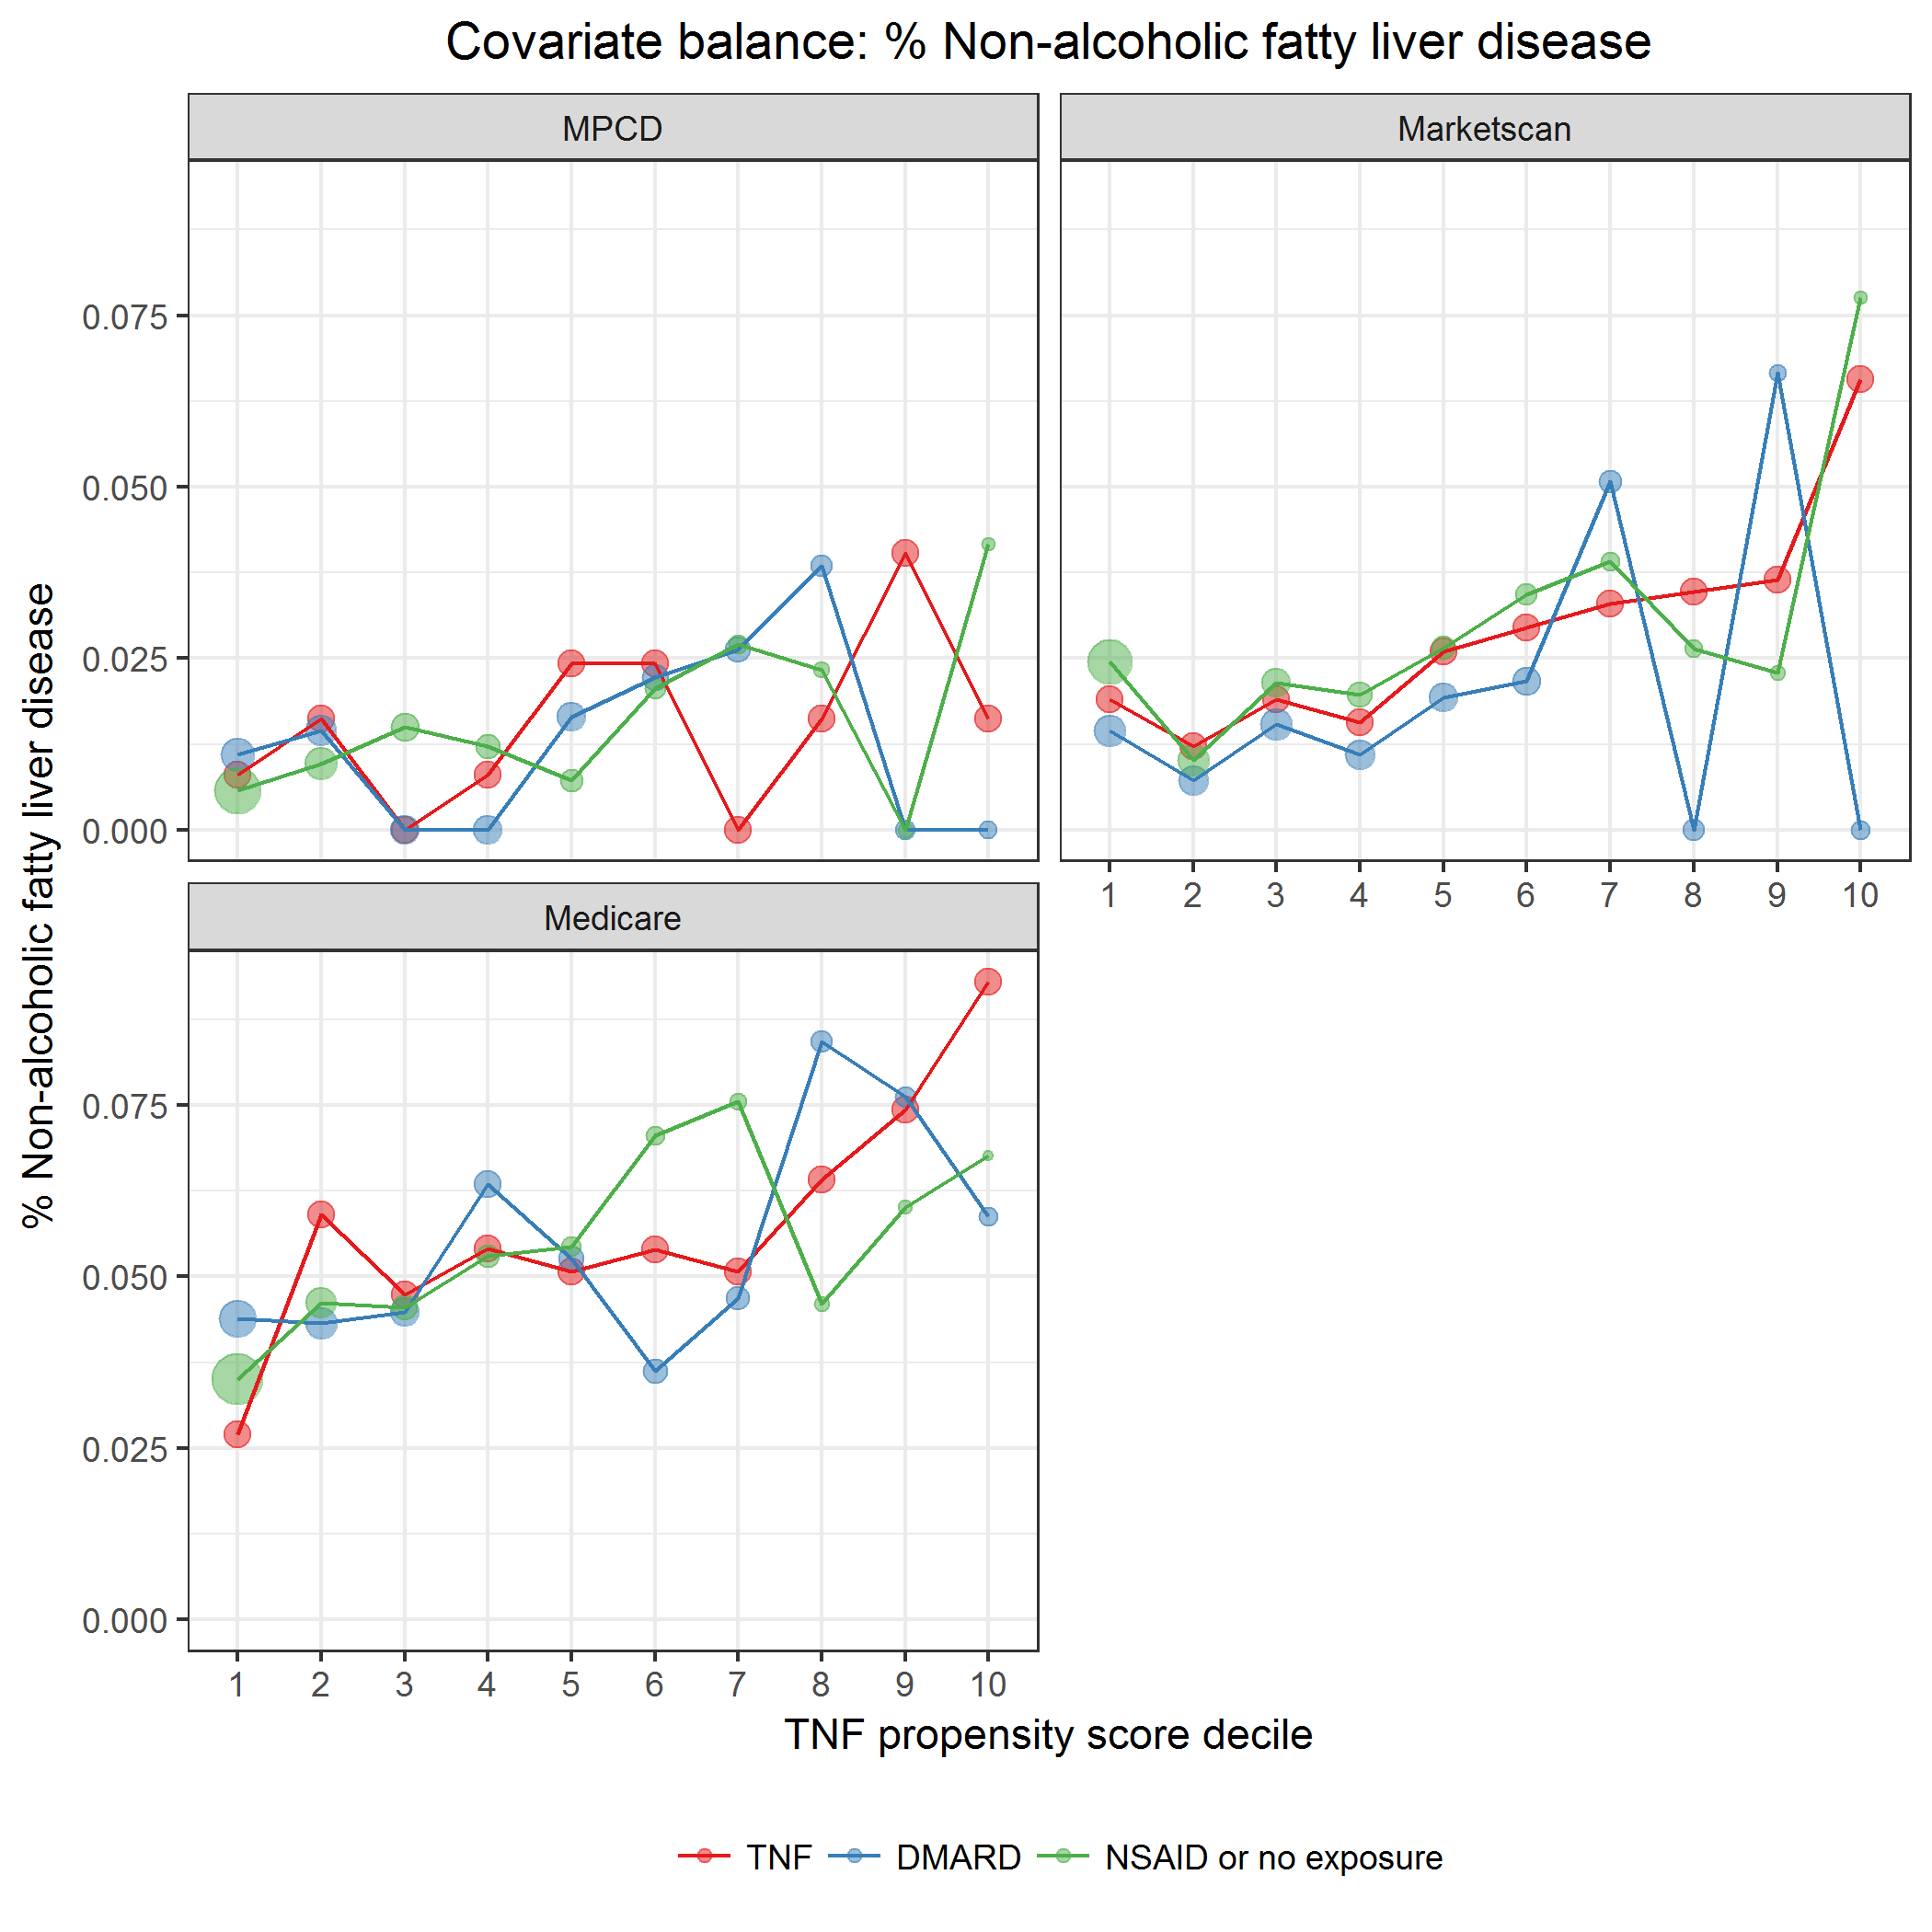 Covariate balance: % Non-alcoholic fatty liver disease
MPCD
Marketscan
0.075
0.050
0.025
0.000
1 2 3 4 5 6 7 8 9 10
Medicare
0.075
0.050
0.025
0.000
1 2 3 4 5 6 7 8 9 10
% Non-alcoholic fatty liver disease
TNF propensity score decile
TNF DMARD NSAID or no exposure